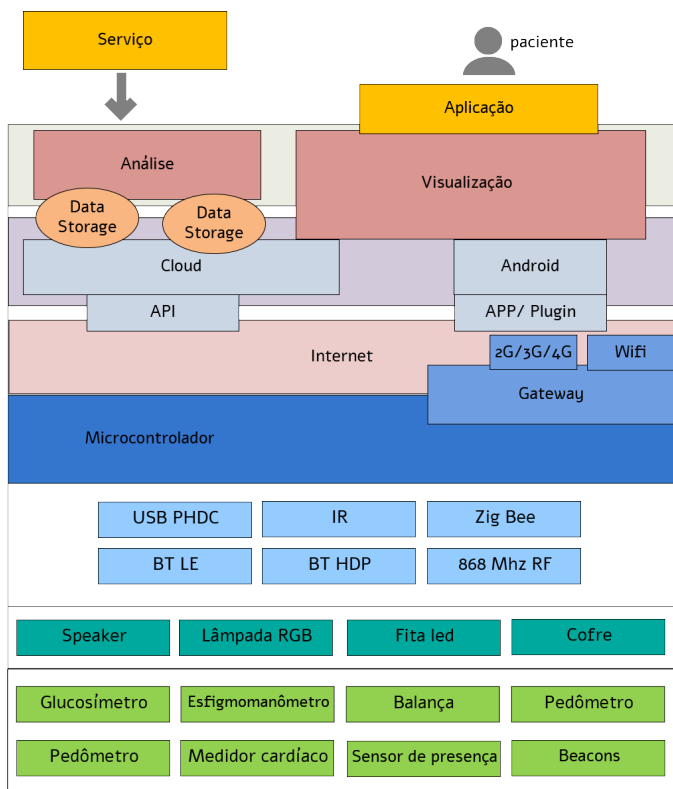 Serviço
paciente
Aplicação
Análise
Visualização
Data
Storage
Data
Storage
Cloud
Android
API
APP/ Plugin
Internet
2G/3G/4G
Wifi
Gateway
Microcontrolador
USB PHDC
IR
Zig Bee
BT LE
BT HDP
868 Mhz RF
Speaker
Lâmpada RGB
Fita led
Cofre
Glucosímetro
Esfigmomanômetro
Balança
Pedômetro
Pedômetro
Medidor cardíaco
Sensor de presença
Beacons